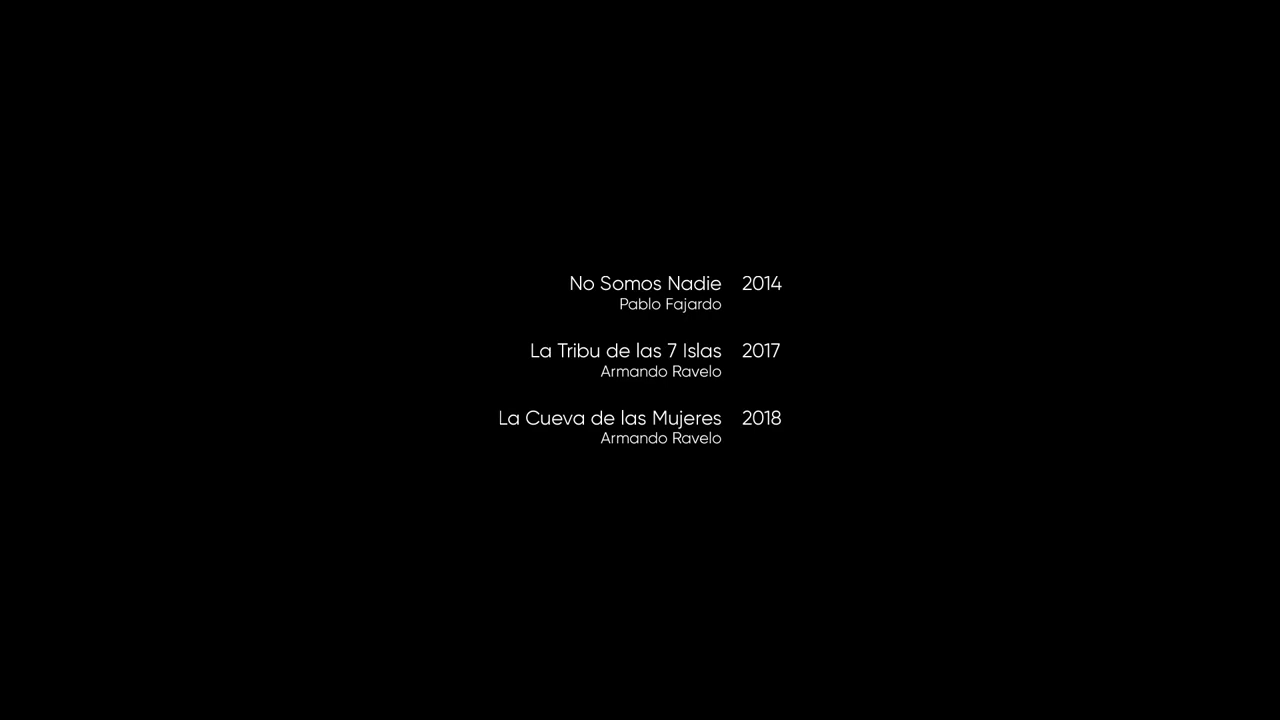 No Somos Nadie 2014
Pablo Fajardo
La Tribu de las 7 Islas 2017
Armando Ravelo
La Cueva de las Mujeres 2018
Armando Ravelo